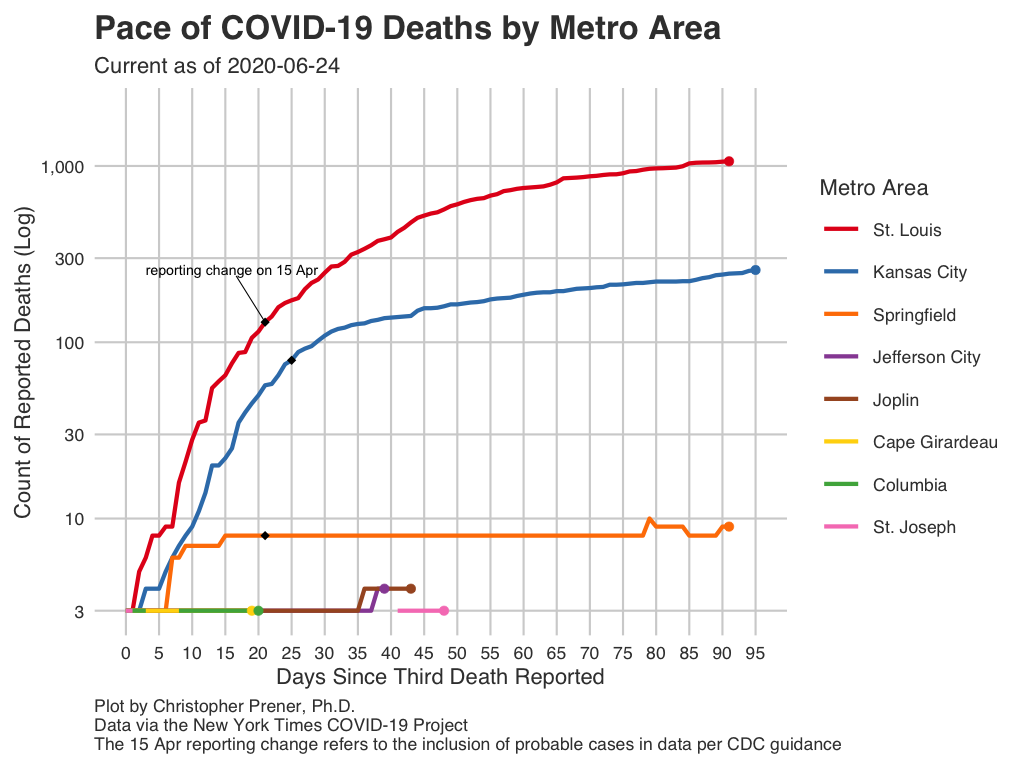 Pace of COVID-19 Deaths by Metro Area
Current as of 2020-06-24
Count of Reported Deaths (Log)
1,000
300
100
30
10
3
reporting change on 15 Apr
0 5 10 15 20 25 30 35 40 45 50 55 60 65 70 75 80 85 90 95
Days Since Third Death Reported
Metro Area
St. Louis
Kansas City
Springfield
Jefferson City
Joplin
Cape Girardeau
Columbia
St. Joseph
Plot by Christopher Prener, Ph.D.
Data via the New York Times COVID-19 Project
The 15 Apr reporting change refers to the inclusion of probable cases in data per CDC guidance